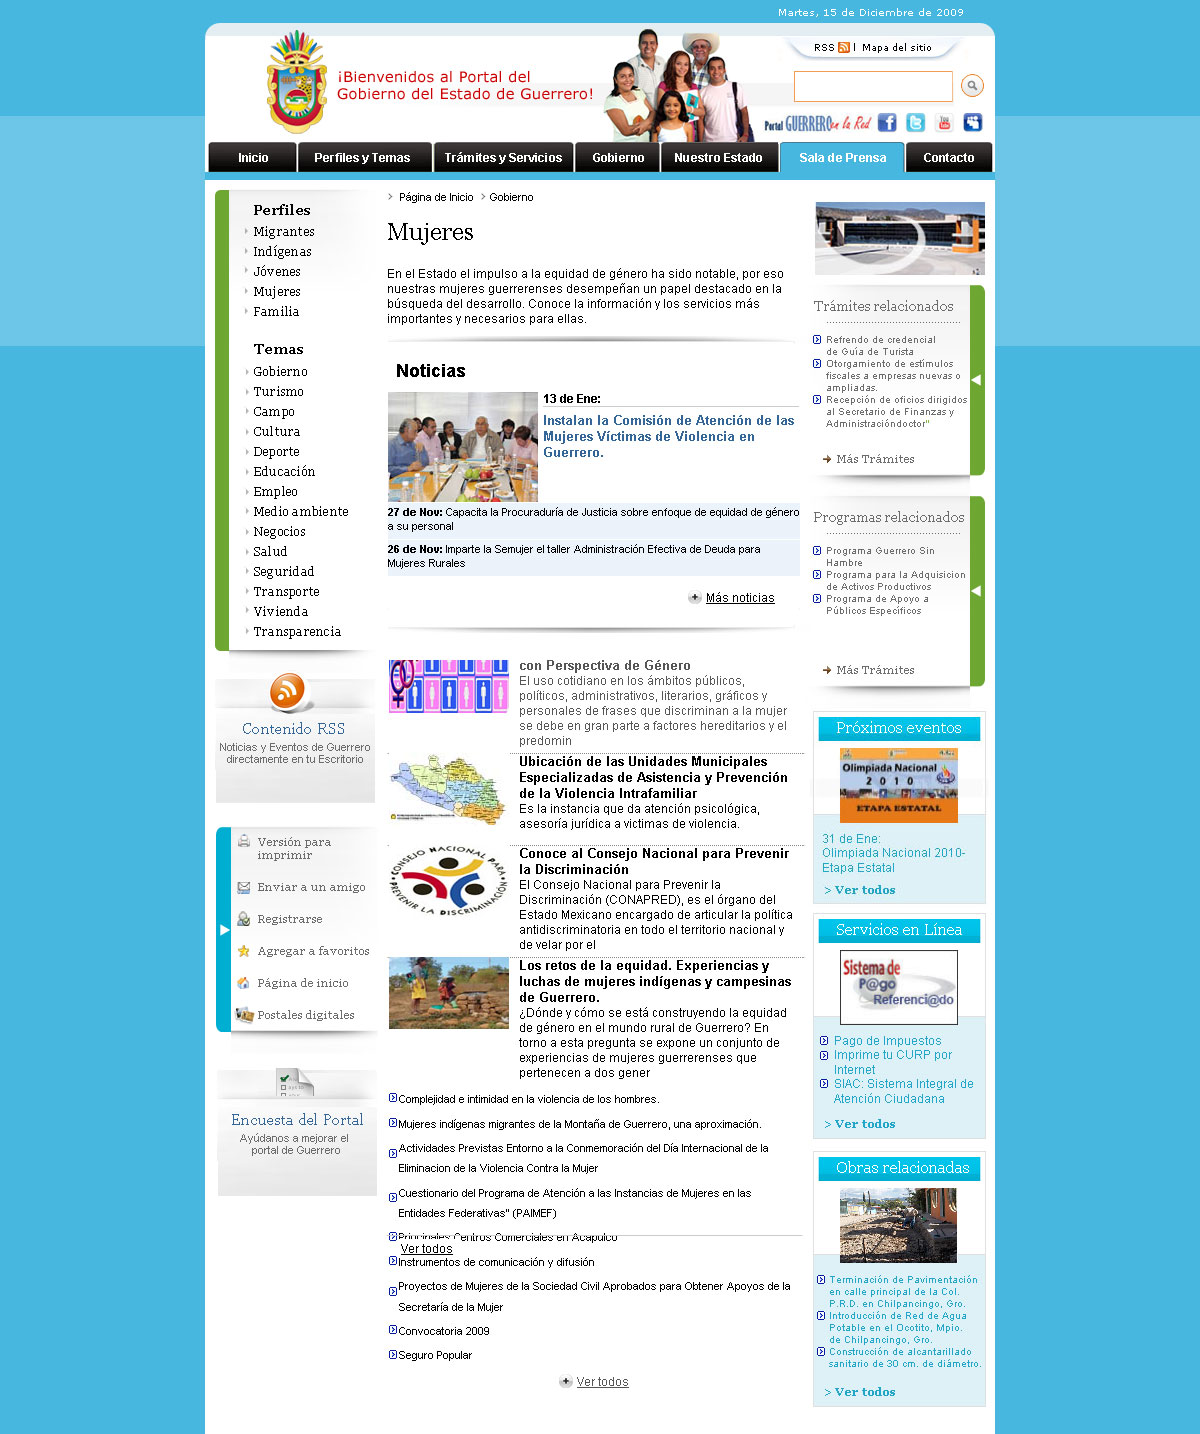 Martes, 15 de Diciembre de 2009
¡Bienvenidos al Portal del
Gobierno del Estado de Guerrero!
RSS | Mapa del sitio
Portal GUERRERO en la Red
Inicio
Perfiles y Temas
Trámites y Servicios
Gobierno
Nuestro Estado
Sala de Prensa
Contacto
Perfiles
Migrantes
Indígenas
Jóvenes
Mujeres
Familia
Temas
Gobierno
Turismo
Campo
Cultura
Deporte
Educación
Empleo
Medio ambiente
Negocios
Salud
Seguridad
Transporte
Vivienda
Transparencia
Contenido RSS
Noticias y Eventos de Guerrero
directamente en tu Escritorio
Versión para
imprimir
Enviar a un amigo
Registrarse
Agregar a favoritos
Página de inicio
Postales digitales
Encuesta del Portal
Ayúdanos a mejorar el
portal de Guerrero
Página de Inicio
Gobierno
Mujeres
En el Estado el impulso a la equidad de género ha sido notable, por eso
nuestras mujeres guerrerenses desempeñan un papel destacado en la
búsqueda del desarrollo. Conoce la información y los servicios más
importantes y necesarios para ellas.
Noticias
13 de Ene:
Instalan la Comisión de Atención de las
Mujeres Víctimas de Violencia en
Guerrero.
27 de Nov: Capacita la Procuraduría de Justicia sobre enfoque de equidad de género
a su personal
26 de Nov: Imparte la Semujer el taller Administración Efectiva de Deuda para
Mujeres Rurales
Más noticias
con Perspectiva de Género
El uso cotidiano en los ámbitos públicos,
políticos, administrativos, literarios, gráficos y
personales de frases que discriminan a la mujer
se debe en gran parte a factores hereditarios y el
predomin
Ubicación de las Unidades Municipales
Especializadas de Asistencia y Prevención
de la Violencia Intrafamiliar
Es la instancia que da atención psicológica,
asesoría jurídica a victimas de violencia.
CONSEJO NACIONAL PARA PREVENIR LA DISCRIMINACIÓN
Conoce al Consejo Nacional para Prevenir
la Discriminación
El Consejo Nacional para Prevenir la
Discriminación (CONAPRED), es el órgano del
Estado Mexicano encargado de articular la política
antidiscriminatoria en todo el territorio nacional y
de velar por el
Los retos de la equidad. Experiencias y
luchas de mujeres indígenas y campesinas
de Guerrero.
¿Dónde y cómo se está construyendo la equidad
de género en el mundo rural de Guerrero? En
torno a esta pregunta se expone un conjunto de
experiencias de mujeres guerrerenses que
pertenecen a dos gener
Complejidad e intimidad en la violencia de los hombres.
Mujeres indígenas migrantes de la Montaña de Guerrero, una aproximación.
Actividades Previstas Entorno a la Conmemoración del Día Internacional de la
Eliminacion de la Violencia Contra la Mujer
Cuestionario del Programa de Atención a las Instancias de Mujeres en las
Entidades Federativas" (PAIMEF)
Principales Centros Comerciales en Acapulco
Ver todos
Instrumentos de comunicación y difusión
Proyectos de Mujeres de la Sociedad Civil Aprobados para Obtener Apoyos de la
Secretaría de la Mujer
Convocatoria 2009
Seguro Popular
Ver todos
Trámites relacionados
Refrendo de credencial
de Guía de Turista
Otorgamiento de estímulos
fiscales a empresas nuevas o
ampliadas.
Recepción de oficios dirigidos
al Secretario de Finanzas y
Administracióndoctor"
Más Trámites
Programas relacionados
Programa Guerrero Sin
Hambre
Programa para la Adquisicion
de Activos Productivos
Programa de Apoyo a
Públicos Específicos
Más Trámites
Próximos eventos
Olimpiada Nacional
2 0 1 0
ETAPA ESTATAL
31 de Ene:
Olimpiada Nacional 2010-
Etapa Estatal
> Ver todos
Servicios en Línea
Sistema de
P@go
Referenci@do
Pago de Impuestos
Imprime tu CURP por
Internet
SIAC: Sistema Integral de
Atención Ciudadana
> Ver todos
Obras relacionadas
Terminación de Pavimentación
en calle principal de la Col.
P.R.D. en Chilpancingo, Gro.
Introducción de Red de Agua
Potable en el Ocotito, Mpio.
de Chilpancingo, Gro.
Construcción de alcantarillado
sanitario de 30 cm. de diámetro.
> Ver todos